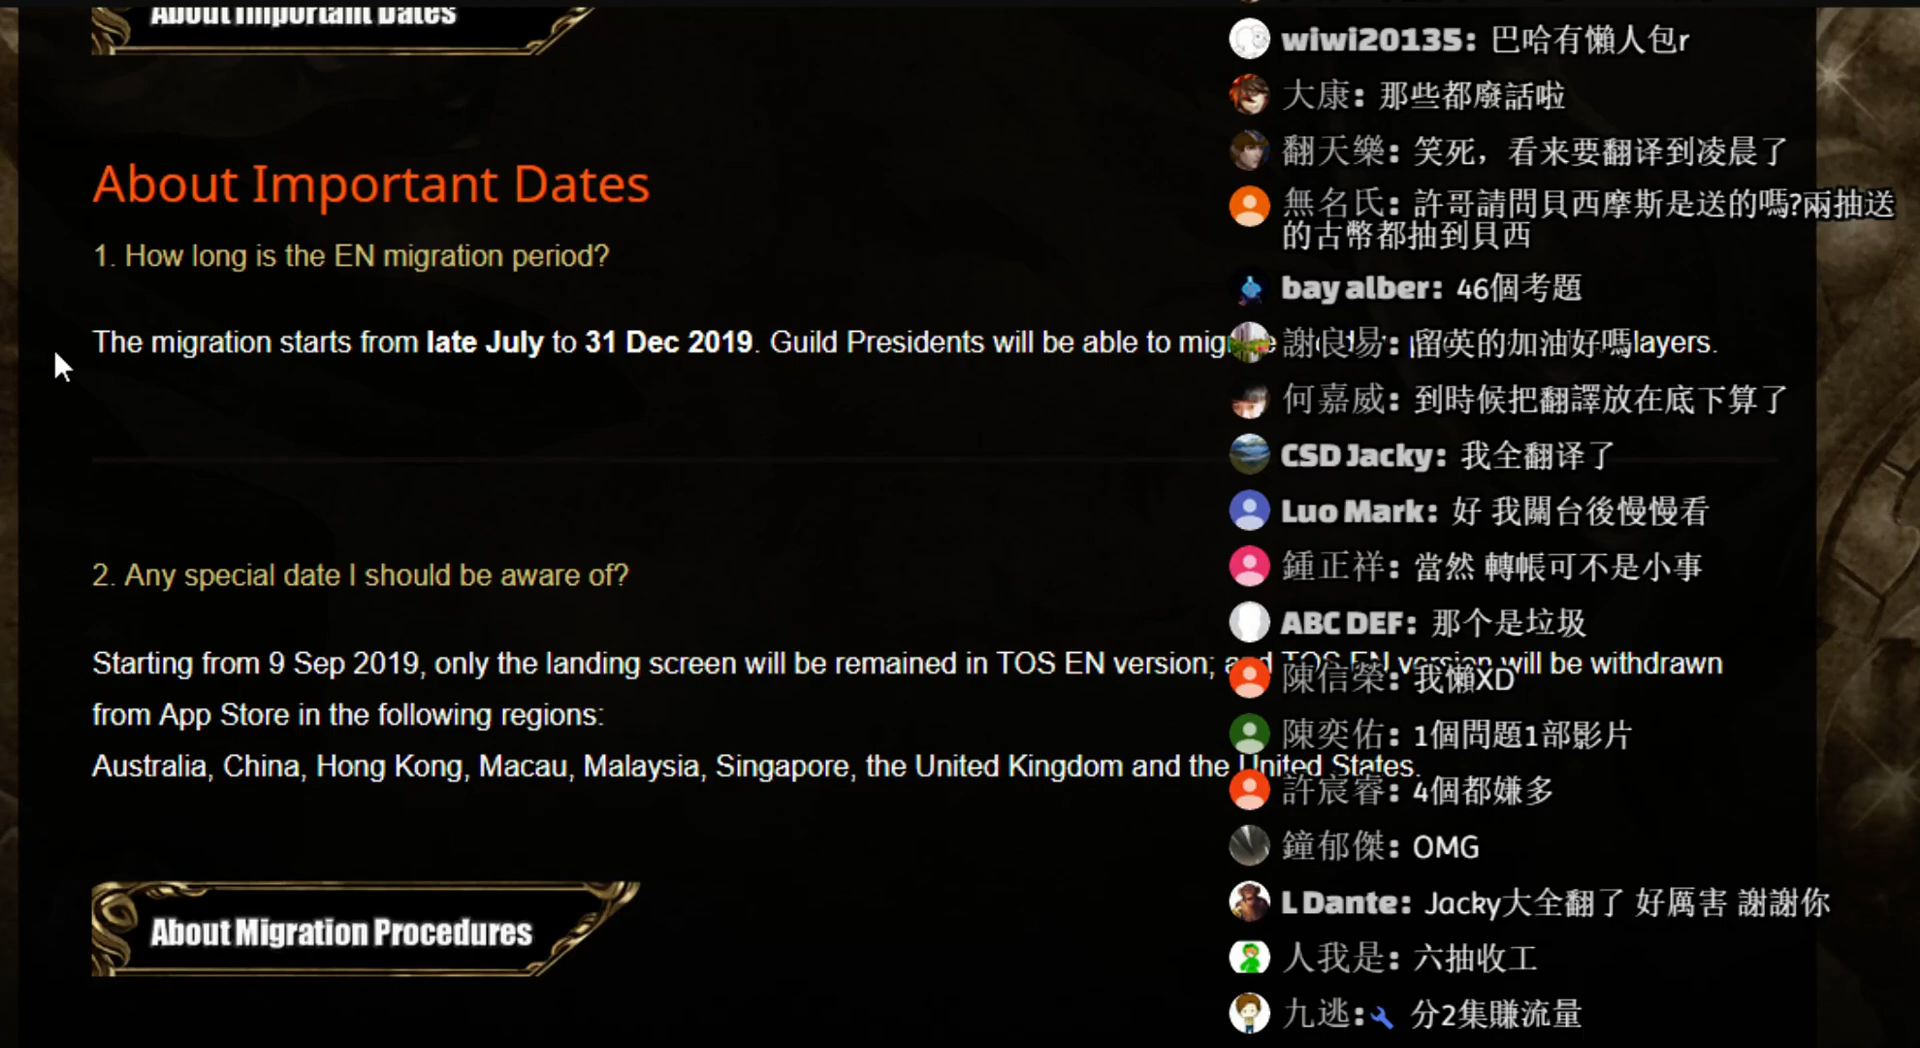 About Important Dates
About Important Dates
1. How long is the EN migration period?
The migration starts from late July to 31 Dec 2019. Guild Presidents will be able to
2. Any special date I should be aware of?
Starting from 9 Sep 2019, only the landing screen will be remained in TOS EN version; and TOS EN version will be withdrawn
from App Store in the following regions:
Australia, China, Hong Kong, Macau, Malaysia, Singapore, the United Kingdom and the United States.
About Migration Procedures
wiwi20135: 巴哈有懶人包r
大康: 那些都廢話啦
翻天樂: 笑死，看来要翻译到凌晨了
無名氏: 許哥請問貝西摩斯是送的嗎?兩抽送
的古幣都抽到貝西
bay alber: 46個考題
謝良易: 留英的加油好嗎
何嘉威: 到時候把翻譯放在底下算了
CSD Jacky: 我全翻译了
Luo Mark: 好 我關台後慢慢看
鍾正祥: 當然 轉帳可不是小事
ABC DEF: 那个是垃圾
陳信榮: 我懶XD
陳奕佑: 1個問題1部影片
許宸睿: 4個都嫌多
鐘郁傑: OMG
L Dante: Jacky大全翻了 好厲害 謝謝你
人我是: 六抽收工
九逃: 分2集賺流量